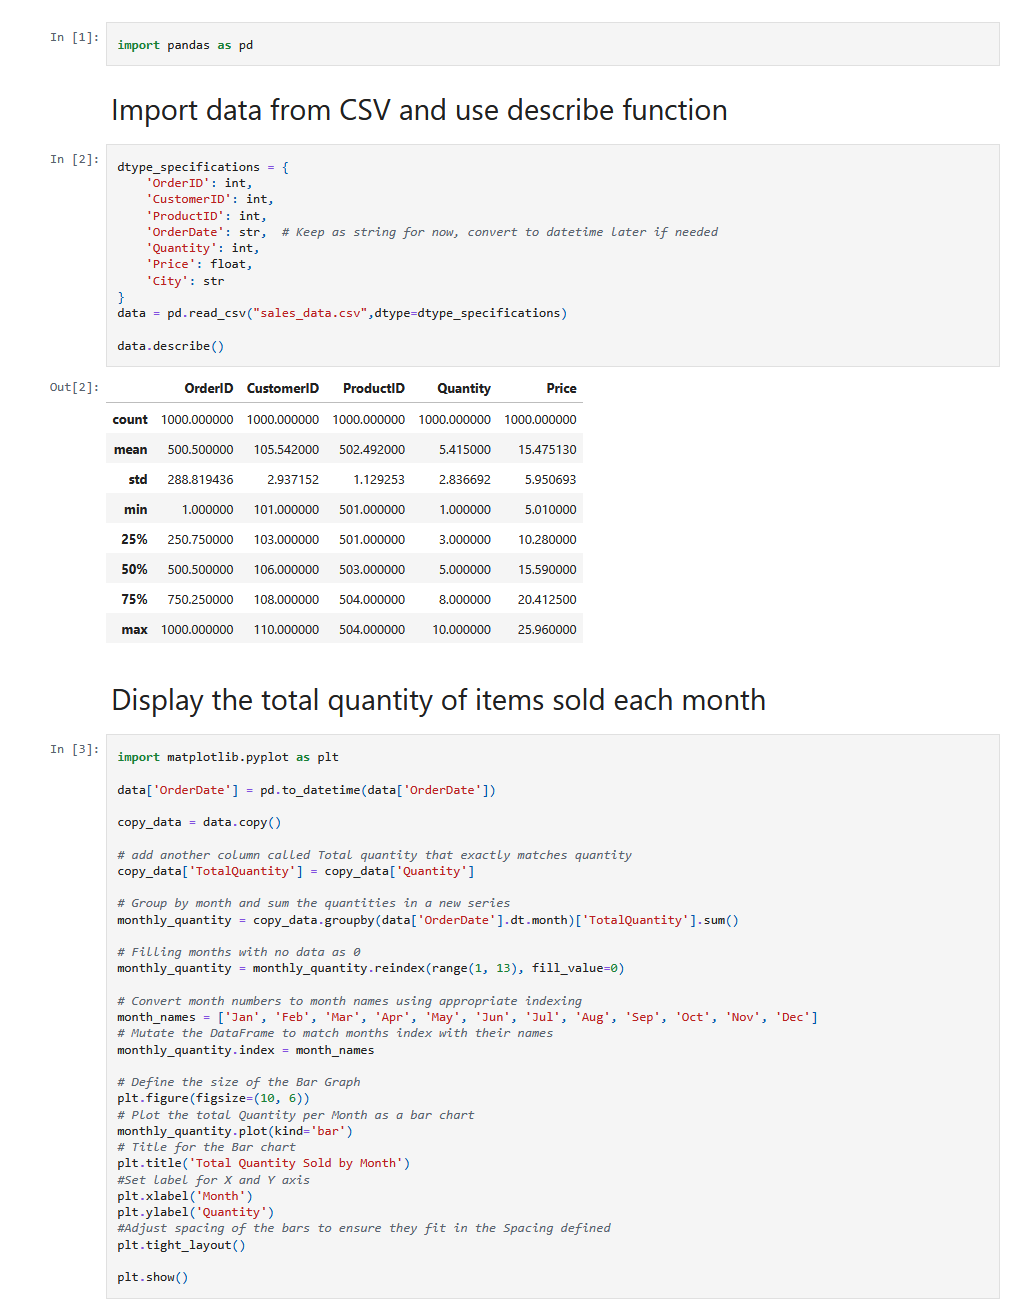 In [1]:
import pandas as pd
Import data from CSV and use describe function
In [2]:
dtype_specifications = {
    'OrderID': int,
    'CustomerID': int,
    'ProductID': int,
    'OrderDate': str,  # Keep as string for now, convert to datetime later if needed
    'Quantity': int,
    'Price': float,
    'City': str
}
data = pd.read_csv("sales_data.csv",dtype=dtype_specifications)
data.describe()
Out[2]:
OrderID CustomerID ProductID Quantity Price
count 1000.000000 1000.000000 1000.000000 1000.000000 1000.000000
mean 500.500000 105.542000 502.492000 5.415000 15.475130
std 288.819436 2.937152 1.129253 2.836692 5.950693
min 1.000000 101.000000 501.000000 1.000000 5.010000
25% 250.750000 103.000000 501.000000 3.000000 10.280000
50% 500.500000 106.000000 503.000000 5.000000 15.590000
75% 750.250000 108.000000 504.000000 8.000000 20.412500
max 1000.000000 110.000000 504.000000 10.000000 25.960000
Display the total quantity of items sold each month
In [3]:
import matplotlib.pyplot as plt
data['OrderDate'] = pd.to_datetime(data['OrderDate'])
copy_data = data.copy()
# add another column called Total quantity that exactly matches quantity
copy_data['TotalQuantity'] = copy_data['Quantity']
# Group by month and sum the quantities in a new series
monthly_quantity = copy_data.groupby(data['OrderDate'].dt.month)['TotalQuantity'].sum()
# Filling months with no data as 0
monthly_quantity = monthly_quantity.reindex(range(1, 13), fill_value=0)
# Convert month numbers to month names using appropriate indexing
month_names = ['Jan', 'Feb', 'Mar', 'Apr', 'May', 'Jun', 'Jul', 'Aug', 'Sep', 'Oct', 'Nov', 'Dec']
# Mutate the DataFrame to match months index with their names
monthly_quantity.index = month_names
# Define the size of the Bar Graph
plt.figure(figsize=(10, 6))
# Plot the total Quantity per Month as a bar chart
monthly_quantity.plot(kind='bar')
# Title for the Bar chart
plt.title('Total Quantity Sold by Month')
#Set label for X and Y axis
plt.xlabel('Month')
plt.ylabel('Quantity')
#Adjust spacing of the bars to ensure they fit in the Spacing defined
plt.tight_layout()
plt.show()